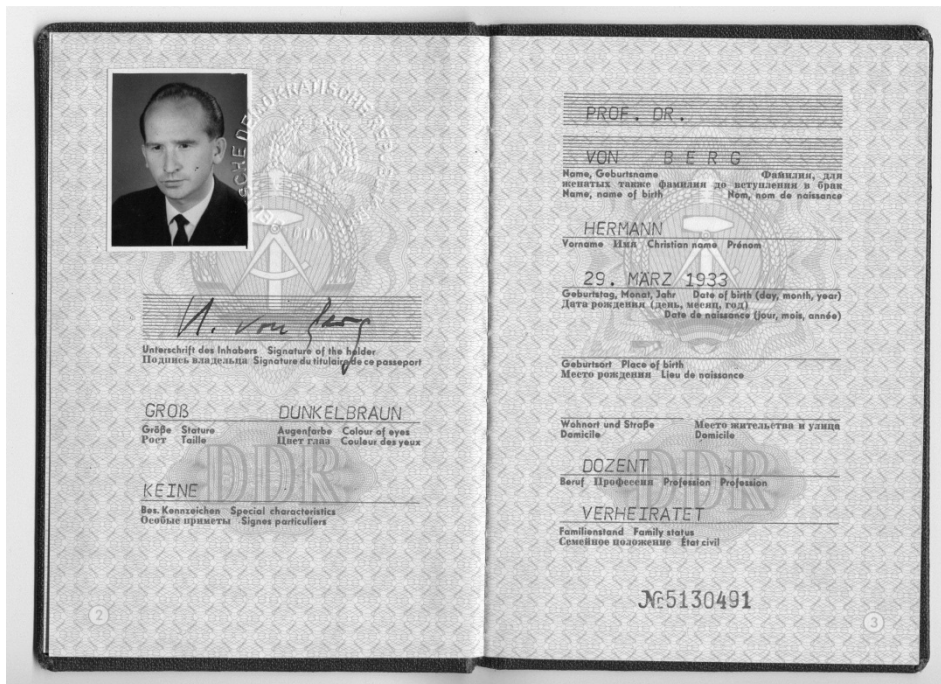 DEMOKRATISCHE REPUBLIK
H. von Berg
Unterschrift des Inhabers Signature of the holder
Подпись владельца Signature du titulaire de ce passeport
GROß DUNKELBRAUN
Größe Stature Augenfarbe Colour of eyes
Рост Taille Цвет глаз Couleur des yeux
DDR
KEINE
Bes. Kennzeichen Special characteristics
Особые приметы Signes particuliers
2
PROF. DR.
VON BERG
Name, Geburtsname Фамилия, для
женатых также фамилия до вступления в брак
Name, name of birth Nom, nom de naissance
HERMANN
Vorname Имя Christian name Prénom
29. MÄRZ 1933
Geburtstag, Monat, Jahr Date of birth (day, month, year)
Дата рождения (день, месяц, год)
Date de naissance (jour, mois, année)
Geburtsort Place of birth
Место рождения Lieu de naissance
Wohnort und Straße Место жительства и улица
Domicile Domicile
DDR
DOZENT
Beruf Профессия Profession Profession
VERHEIRATET
Familienstand Family status
Семейное положение État civil
№5130491
3